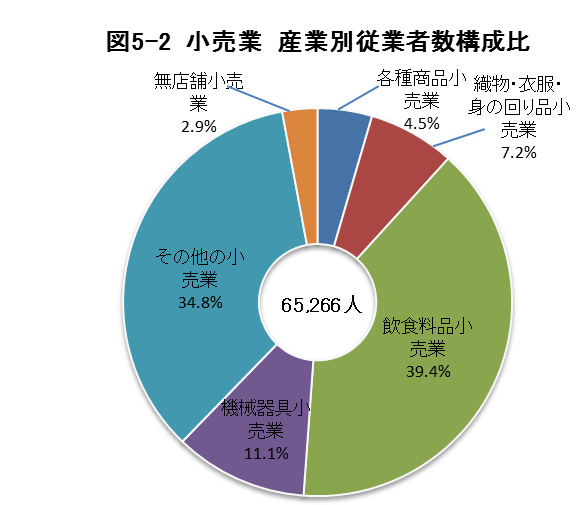 図5-2 小売業 産業別従業者数構成比
無店舗小売
業
2.9%
各種商品小
売業
4.5%
織物・衣服・
身の回り品小
売業
7.2%
その他の小
売業
34.8%
65,266人
飲食料品小
売業
39.4%
機械器具小
売業
11.1%